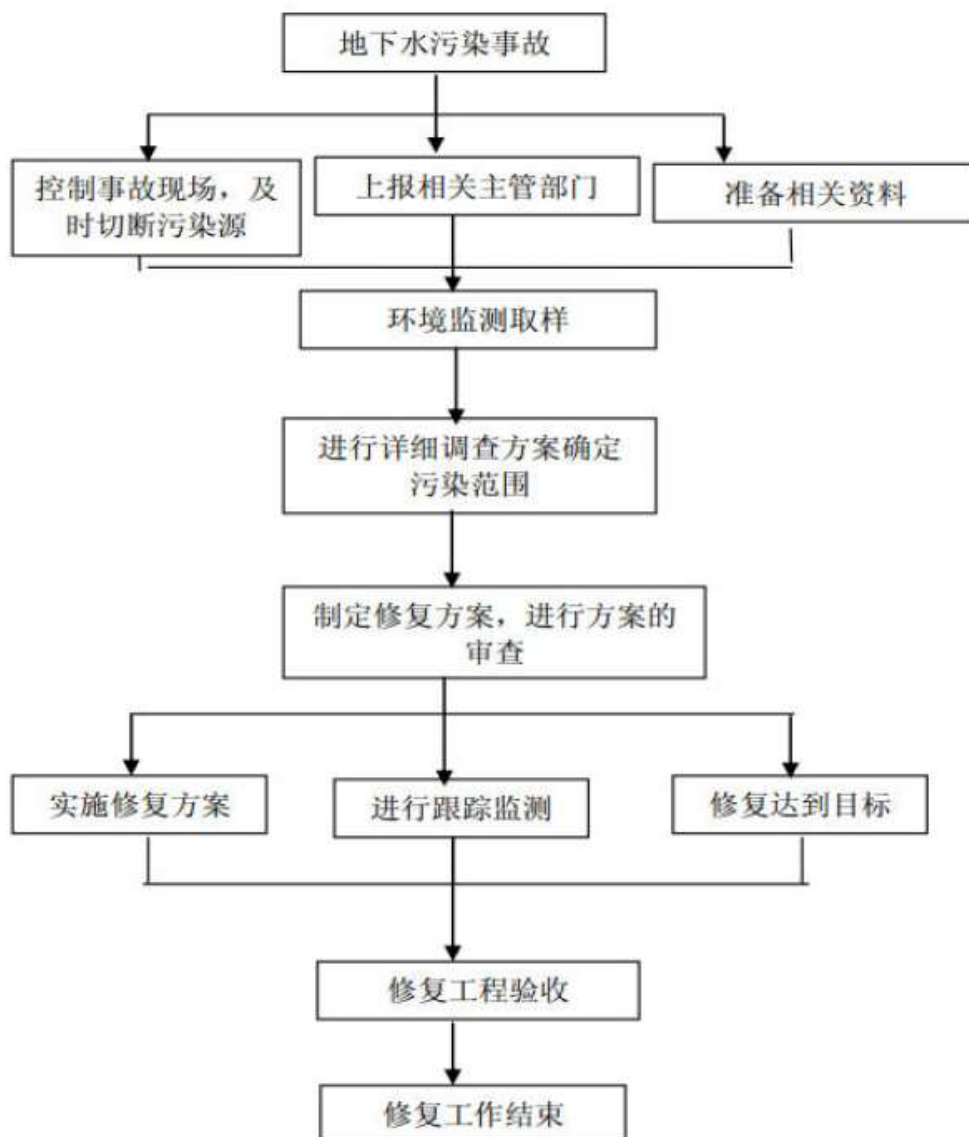 地下水污染事故
控制事故现场，及
时切断污染源
上报相关主管部门
准备相关资料
环境监测取样
进行详细调查方案确定
污染范围
制定修复方案，进行方案的
审查
实施修复方案
进行跟踪监测
修复达到目标
修复工程验收
修复工作结束